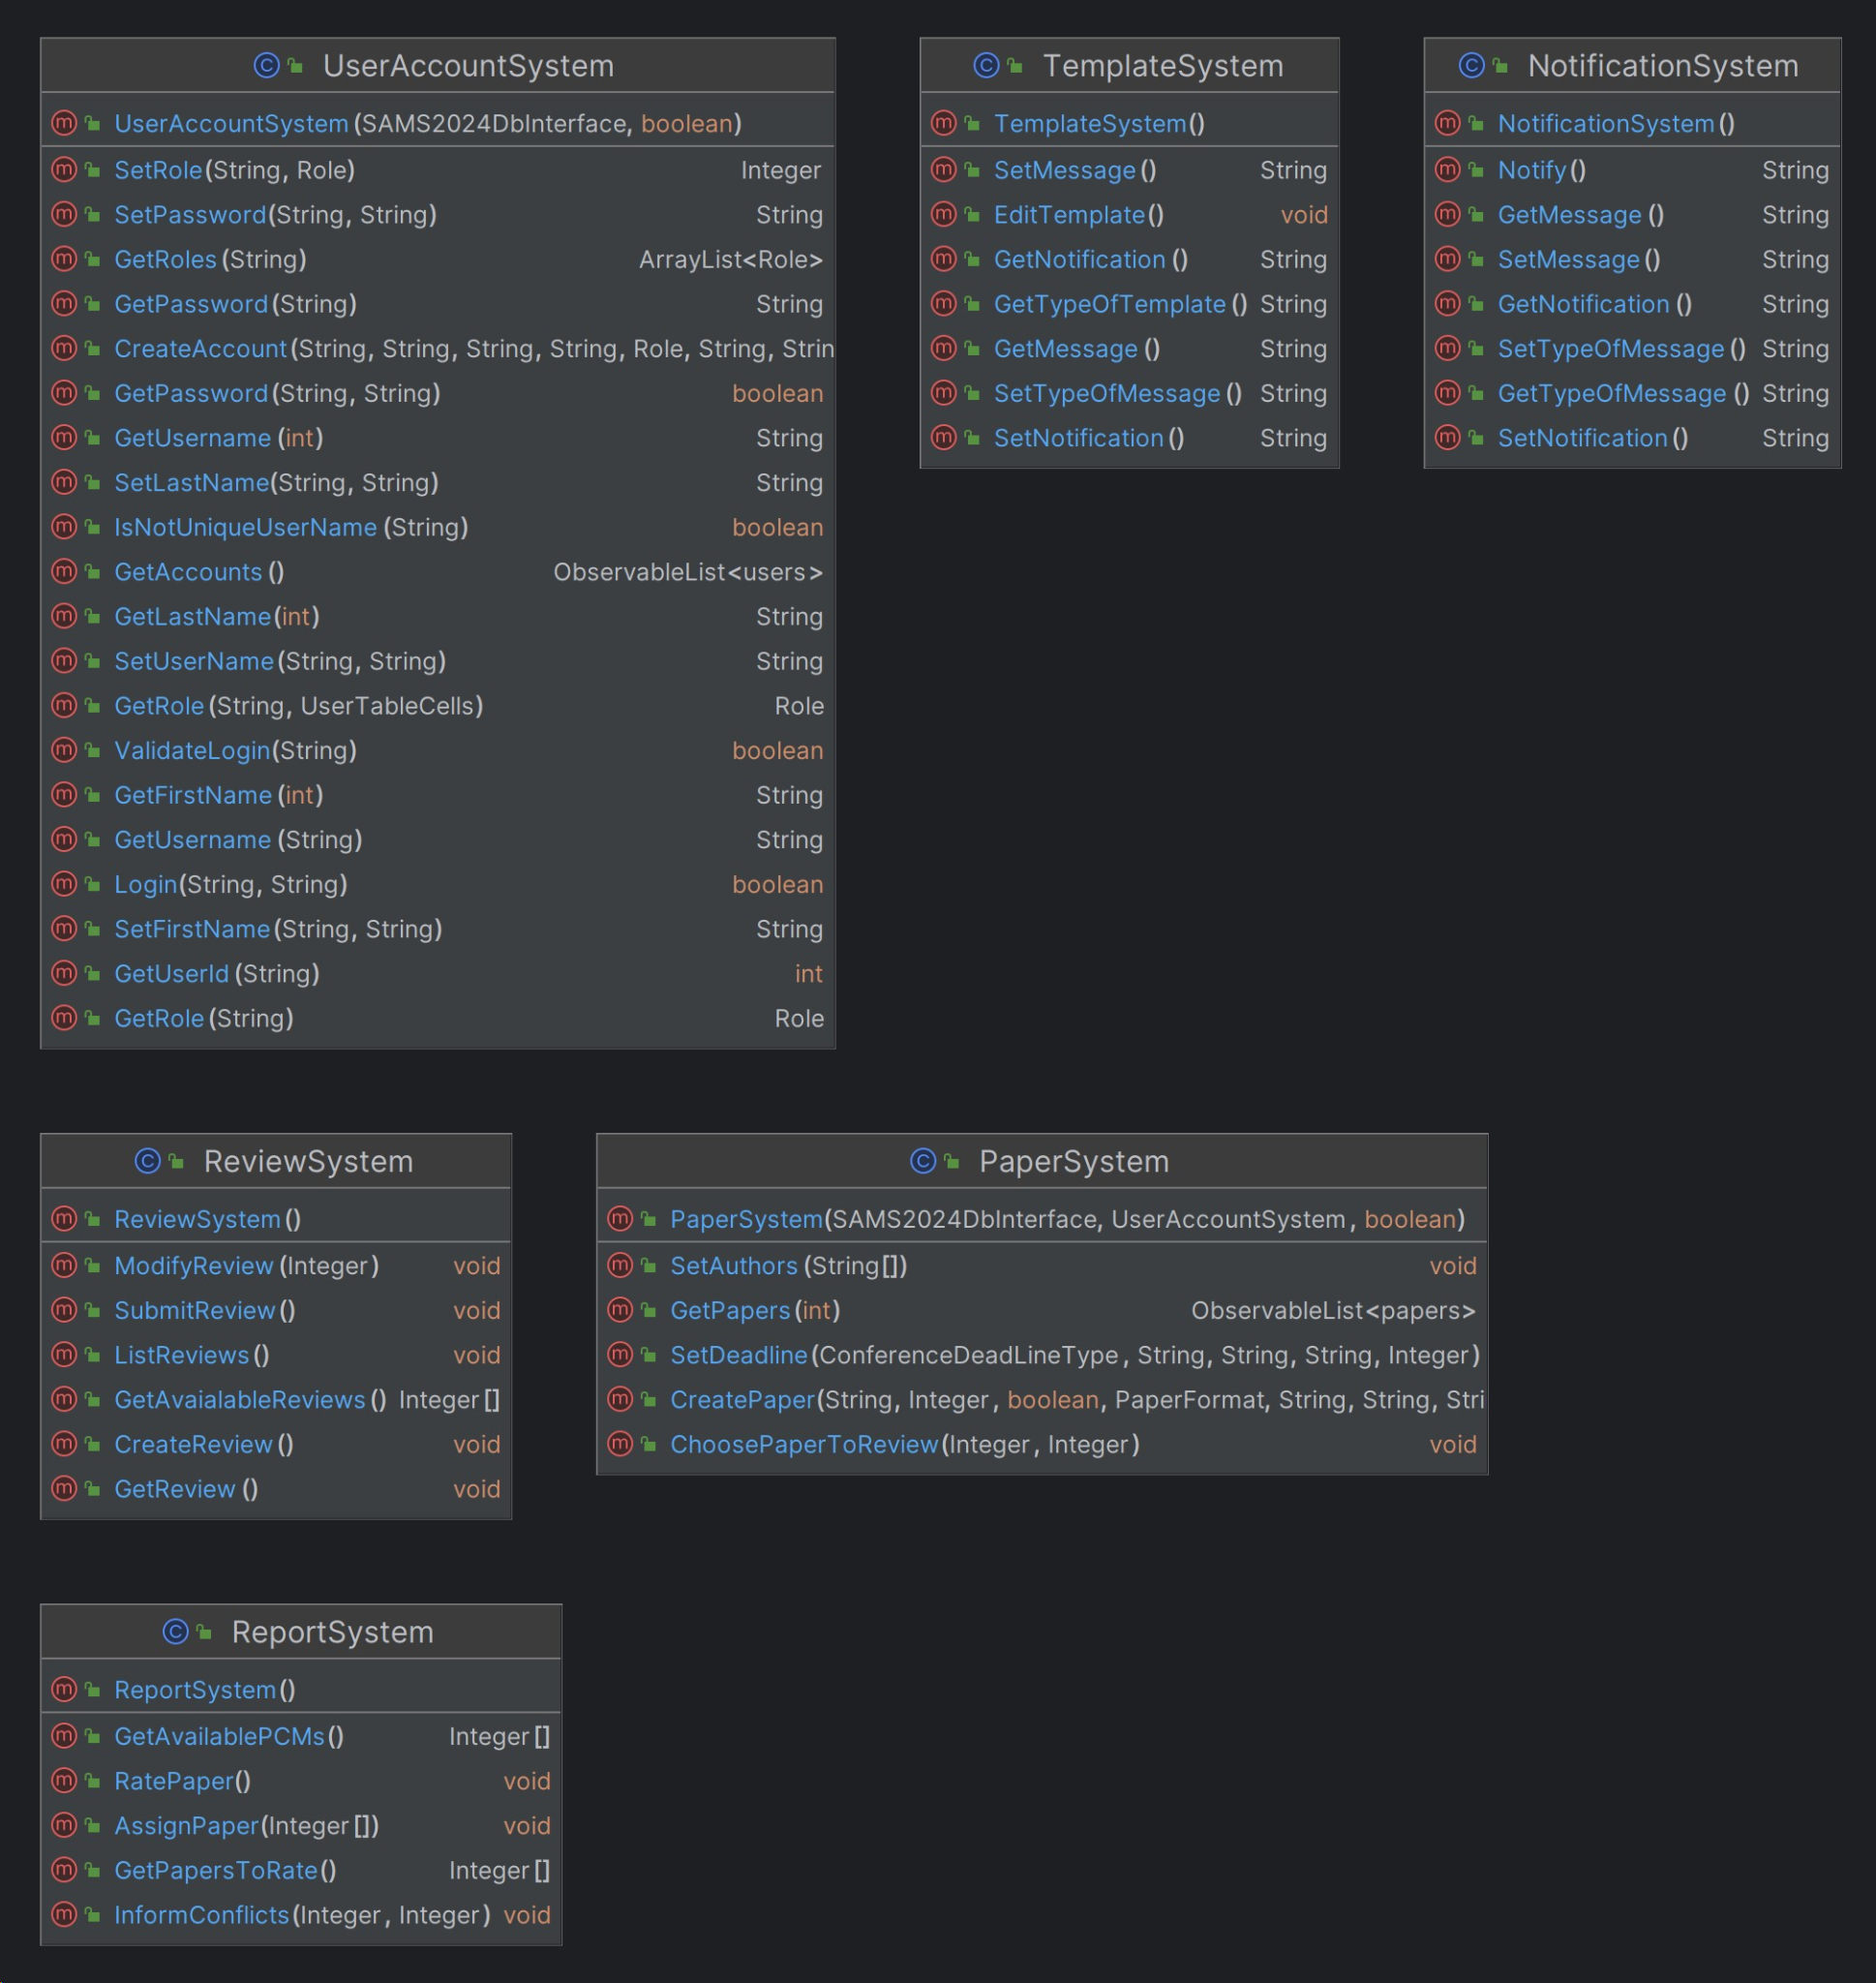 UserAccountSystem
UserAccountSystem(SAMS2024DbInterface, boolean)
SetRole(String, Role) Integer
SetPassword(String, String) String
GetRoles(String) ArrayList<Role>
GetPassword(String) String
CreateAccount(String, String, String, String, Role, String, Strin
GetPassword(String, String) boolean
GetUsername(int) String
SetLastName(String, String) String
IsNotUniqueUserName(String) boolean
GetAccounts() ObservableList<users>
GetLastName(int) String
SetUserName(String, String) String
GetRole(String, UserTableCells) Role
ValidateLogin(String) boolean
GetFirstName(int) String
GetUsername(String) String
Login(String, String) boolean
SetFirstName(String, String) String
GetUserId(String) int
GetRole(String) Role
TemplateSystem
TemplateSystem()
SetMessage() String
EditTemplate() void
GetNotification() String
GetTypeOfTemplate() String
GetMessage() String
SetTypeOfMessage() String
SetNotification() String
NotificationSystem
NotificationSystem()
Notify() String
GetMessage() String
SetMessage() String
GetNotification() String
SetTypeOfMessage() String
GetTypeOfMessage() String
SetNotification() String
ReviewSystem
ReviewSystem()
ModifyReview(Integer) void
SubmitReview() void
ListReviews() void
GetAvaialableReviews() Integer[]
CreateReview() void
GetReview() void
PaperSystem
PaperSystem(SAMS2024DbInterface, UserAccountSystem, boolean)
SetAuthors(String[]) void
GetPapers(int) ObservableList<papers>
SetDeadline(ConferenceDeadLineType, String, String, String, Integer)
CreatePaper(String, Integer, boolean, PaperFormat, String, String, Stri
ChoosePaperToReview(Integer, Integer) void
ReportSystem
ReportSystem()
GetAvailablePCMs() Integer[]
RatePaper() void
AssignPaper(Integer[]) void
GetPapersToRate() Integer[]
InformConflicts(Integer, Integer) void